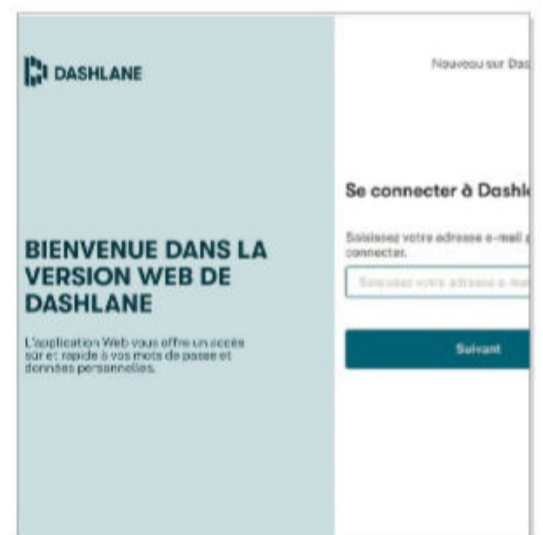 DASHLANE
Nouveau sur Das
Se connecter à Dashl
Saisissez votre adresse e-mail
connecter.
Saisissez votre adresse e-mai
Suivant
BIENVENUE DANS LA
VERSION WEB DE
DASHLANE
L'application Web vous offre un accès
sûr et rapide à vos mots de passe et
données personnelles.